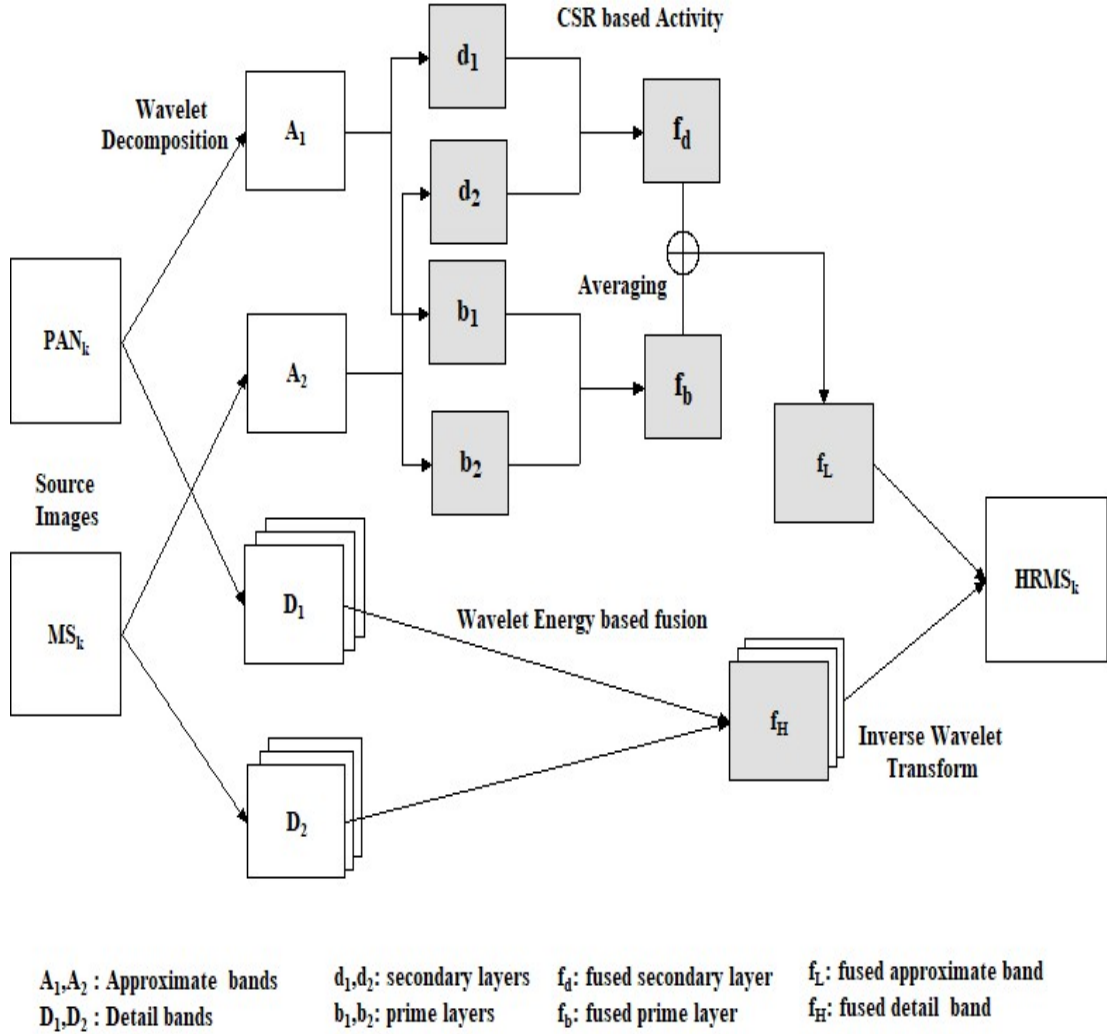 CSR based Activity
d1
Wavelet
Decomposition
A1
fd
d2
Averaging
PANk
b1
A2
fb
b2
fL
Source
Images
HRMSk
D1
Wavelet Energy based fusion
MSk
fH
Inverse Wavelet
Transform
D2
A1,A2 : Approximate bands
D1,D2 : Detail bands
d1,d2: secondary layers
b1,b2: prime layers
fd: fused secondary layer
fb: fused prime layer
fL: fused approximate band
fH: fused detail band